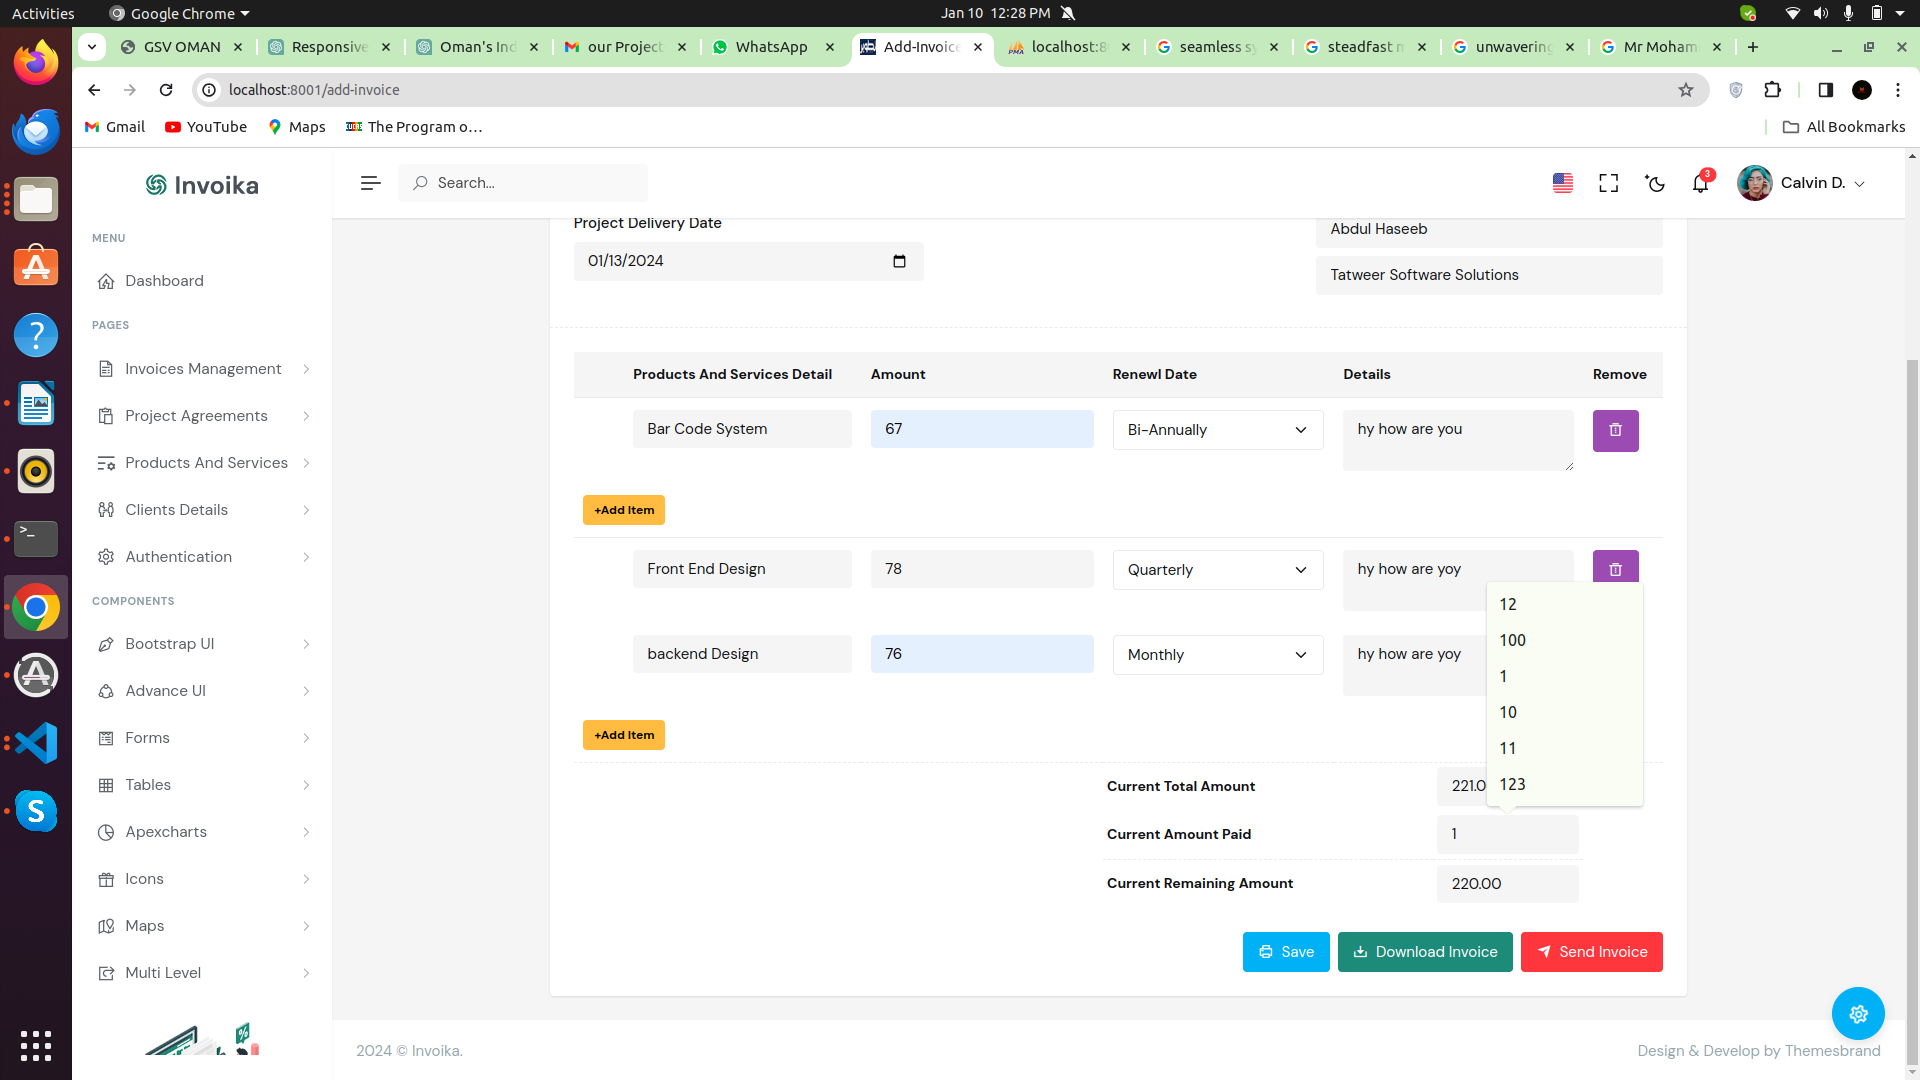 Activities
Google Chrome
Jan 10 12:28 PM
GSV OMAN
Responsive
Oman's Ind
our Project
WhatsApp
Add-Invoice
localhost:8
seamless sy
steadfast m
unwavering
Mr Moham
localhost:8001/add-invoice
Gmail
YouTube
Maps
The Program o...
All Bookmarks
Invoika
Search...
3
Calvin D.
MENU
Dashboard
PAGES
Invoices Management
Project Agreements
Products And Services
Clients Details
Authentication
COMPONENTS
Bootstrap UI
Advance UI
Forms
Tables
Apexcharts
Icons
Maps
Multi Level
Project Delivery Date
01/13/2024
Abdul Haseeb
Tatweer Software Solutions
Products And Services Detail Amount Renewl Date Details Remove
Bar Code System 67 Bi-Annually hy how are you
+Add Item
Front End Design 78 Quarterly hy how are yoy
backend Design 76 Monthly hy how are yoy
+Add Item
12
100
1
10
11
123
Current Total Amount 221.0
Current Amount Paid 1
Current Remaining Amount 220.00
Save Download Invoice Send Invoice
2024 © Invoika.
Design & Develop by Themesbrand